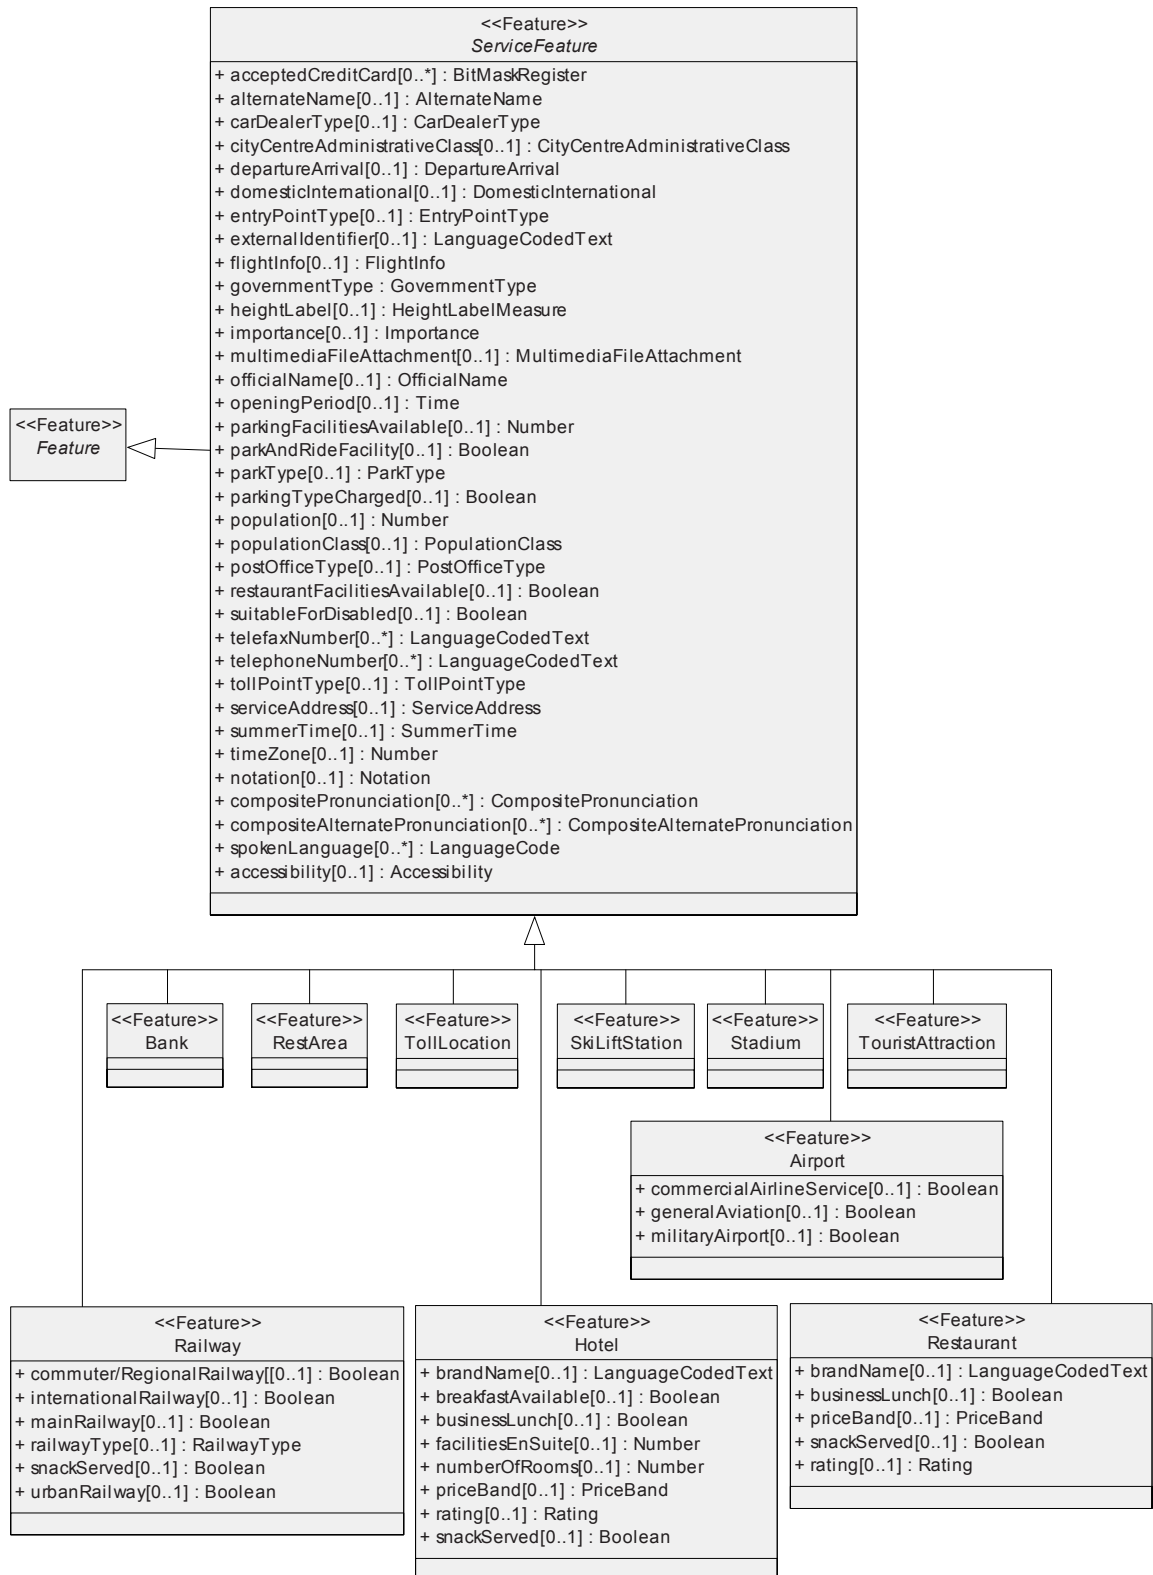 <<Feature>>
ServiceFeature
+ acceptedCreditCard[0..*] : BitMaskRegister
+ alternateName[0..1] : AlternateName
+ carDealerType[0..1] : CarDealerType
+ cityCentreAdministrativeClass[0..1] : CityCentreAdministrativeClass
+ departureArrival[0..1] : DepartureArrival
+ domesticInternational[0..1] : DomesticInternational
+ entryPointType[0..1] : EntryPointType
+ externalIdentifier[0..1] : LanguageCodedText
+ flightInfo[0..1] : FlightInfo
+ governmentType : GovernmentType
+ heightLabel[0..1] : HeightLabelMeasure
+ importance[0..1] : Importance
+ multimediaFileAttachment[0..1] : MultimediaFileAttachment
+ officialName[0..1] : OfficialName
+ openingPeriod[0..1] : Time
+ parkingFacilitiesAvailable[0..1] : Number
+ parkAndRideFacility[0..1] : Boolean
+ parkType[0..1] : ParkType
+ parkingTypeCharged[0..1] : Boolean
+ population[0..1] : Number
+ populationClass[0..1] : PopulationClass
+ postOfficeType[0..1] : PostOfficeType
+ restaurantFacilitiesAvailable[0..1] : Boolean
+ suitableForDisabled[0..1] : Boolean
+ telefaxNumber[0..*] : LanguageCodedText
+ telephoneNumber[0..*] : LanguageCodedText
+ tollPointType[0..1] : TollPointType
+ serviceAddress[0..1] : ServiceAddress
+ summerTime[0..1] : SummerTime
+ timeZone[0..1] : Number
+ notation[0..1] : Notation
+ compositePronunciation[0..*] : CompositePronunciation
+ compositeAlternatePronunciation[0..*] : CompositeAlternatePronunciation
+ spokenLanguage[0..*] : LanguageCode
+ accessibility[0..1] : Accessibility
<<Feature>>
Feature
<<Feature>>
Bank
<<Feature>>
RestArea
<<Feature>>
TollLocation
<<Feature>>
SkiLiftStation
<<Feature>>
Stadium
<<Feature>>
TouristAttraction
<<Feature>>
Airport
+ commercialAirlineService[0..1] : Boolean
+ generalAviation[0..1] : Boolean
+ militaryAirport[0..1] : Boolean
<<Feature>>
Railway
+ commuter/RegionalRailway[[0..1] : Boolean
+ internationalRailway[0..1] : Boolean
+ mainRailway[0..1] : Boolean
+ railwayType[0..1] : RailwayType
+ snackServed[0..1] : Boolean
+ urbanRailway[0..1] : Boolean
<<Feature>>
Hotel
+ brandName[0..1] : LanguageCodedText
+ breakfastAvailable[0..1] : Boolean
+ businessLunch[0..1] : Boolean
+ facilitiesEnSuite[0..1] : Number
+ numberOfRooms[0..1] : Number
+ priceBand[0..1] : PriceBand
+ rating[0..1] : Rating
+ snackServed[0..1] : Boolean
<<Feature>>
Restaurant
+ brandName[0..1] : LanguageCodedText
+ businessLunch[0..1] : Boolean
+ priceBand[0..1] : PriceBand
+ snackServed[0..1] : Boolean
+ rating[0..1] : Rating